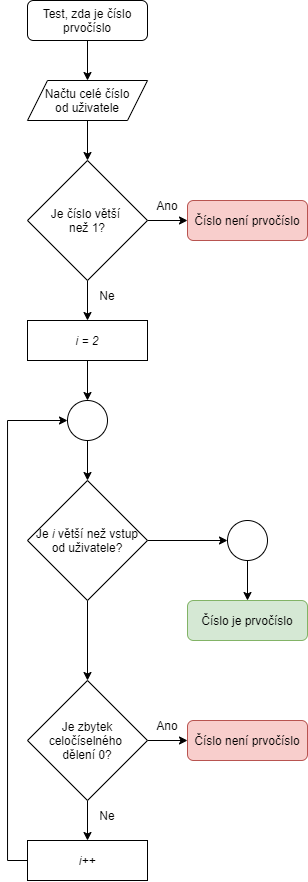 Test, zda je číslo
prvočíslo
Načtu celé číslo
od uživatele
Je číslo větší
než 1?
Ano
Číslo není prvočíslo
Ne
i = 2
Je i větší než vstup
od uživatele?
Číslo je prvočíslo
Je zbytek
celočíselného
dělení 0?
Ano
Číslo není prvočíslo
Ne
i++